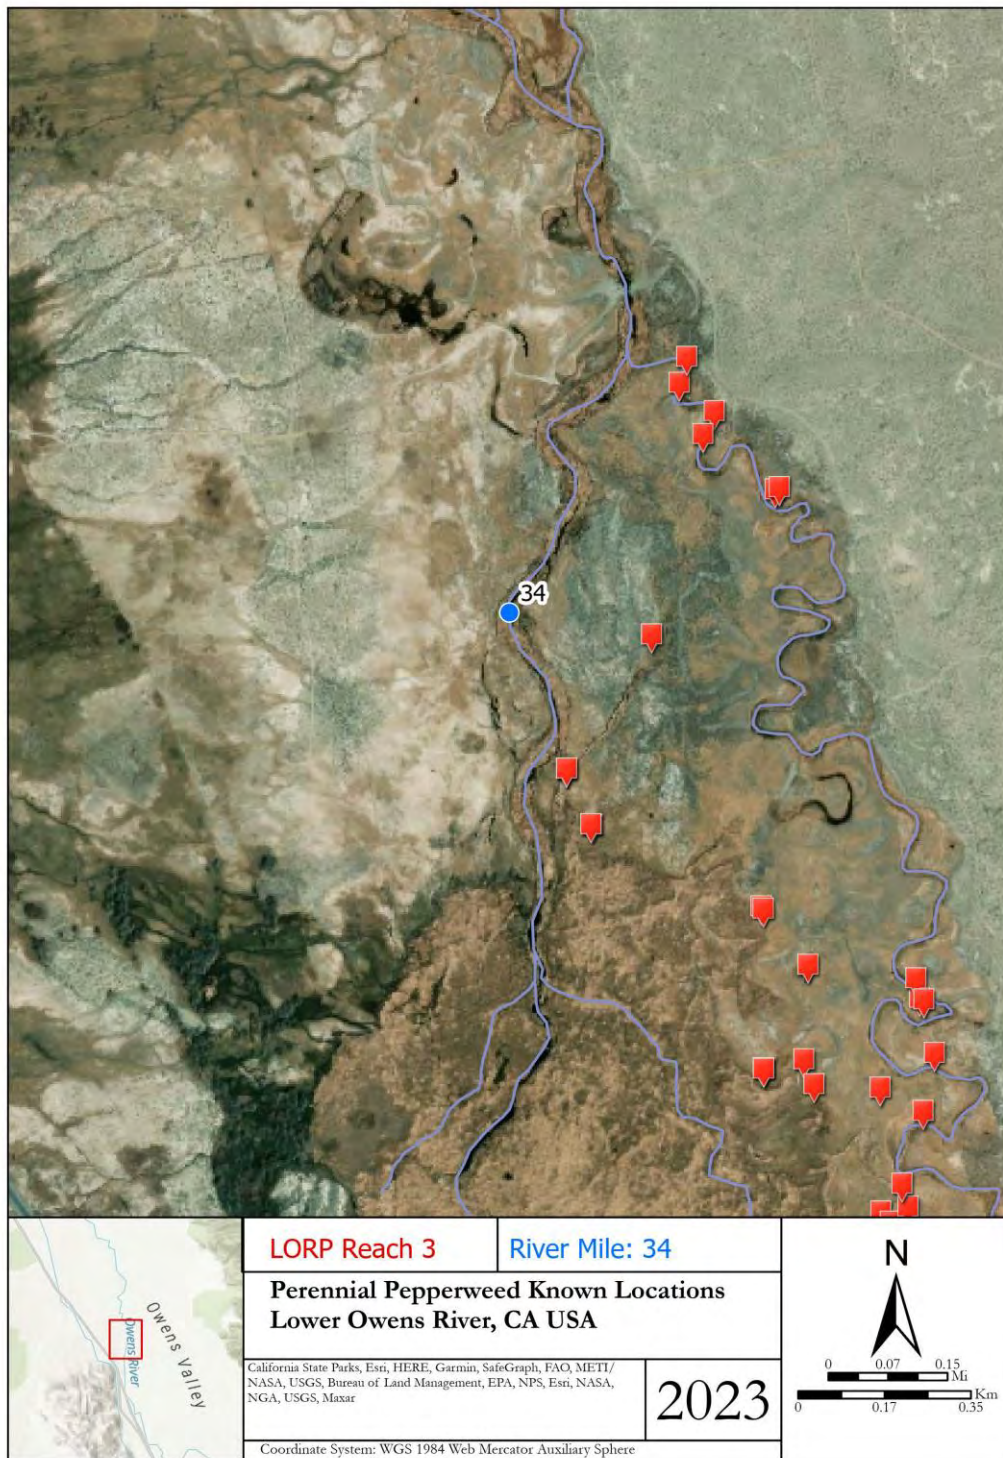 34
LORP Reach 3
River Mile: 34
Perennial Pepperweed Known Locations
Lower Owens River, CA USA
California State Parks, Esri, HERE, Garmin, SafeGraph, FAO, METI/
NASA, USGS, Bureau of Land Management, EPA, NPS, Esri, NASA,
NGA, USGS, Maxar
2023
Coordinate System: WGS 1984 Web Mercator Auxiliary Sphere
Owens Valley
Owens River
N
0 0.07 0.15
Mi
Km
0 0.17 0.35